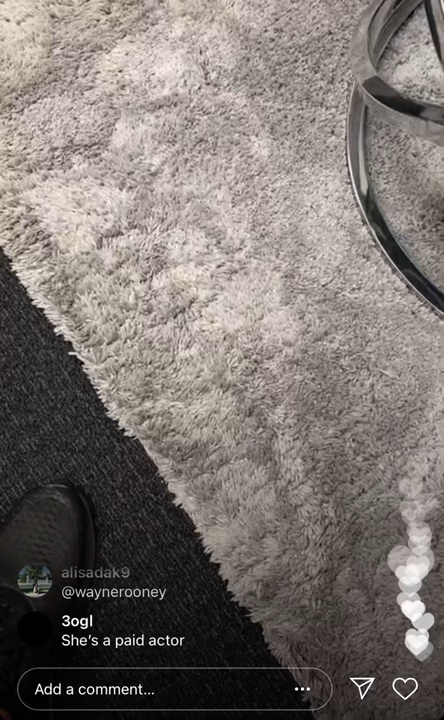 alisadak9
@waynerooney
3ogl
She's a paid actor
Add a comment...